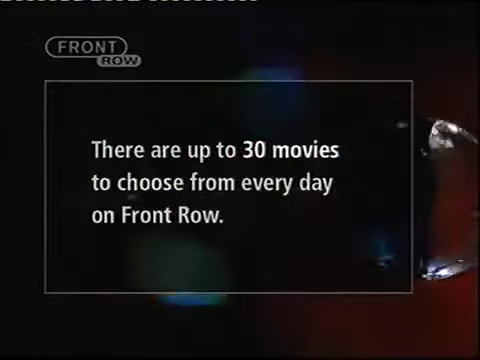 FRONT
ROW
There are up to 30 movies
to choose from every day
on Front Row.